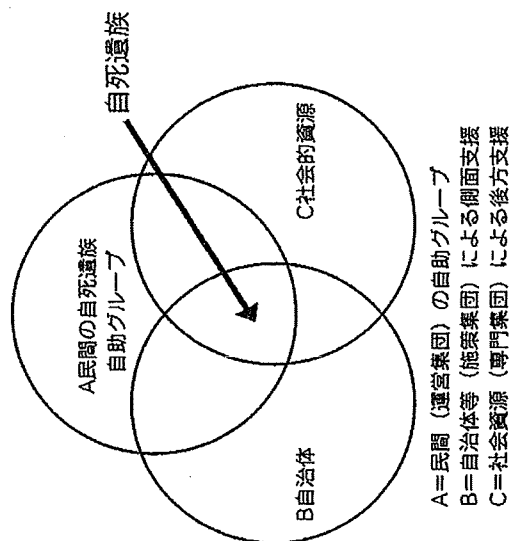 自死遺族
A民間の自死遺族
自助グループ
C社会的資源
B自治体
A=民間（運営集団）の自助グループ
B=自治体等（施策集団）による側面支援
C=社会資源（専門集団）による後方支援